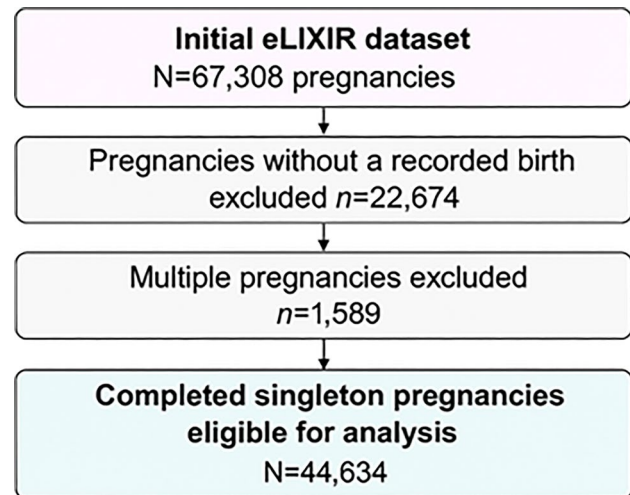 Initial eLIXIR dataset
N=67,308 pregnancies
Pregnancies without a recorded birth
excluded n=22,674
Multiple pregnancies excluded
n=1,589
Completed singleton pregnancies
eligible for analysis
N=44,634